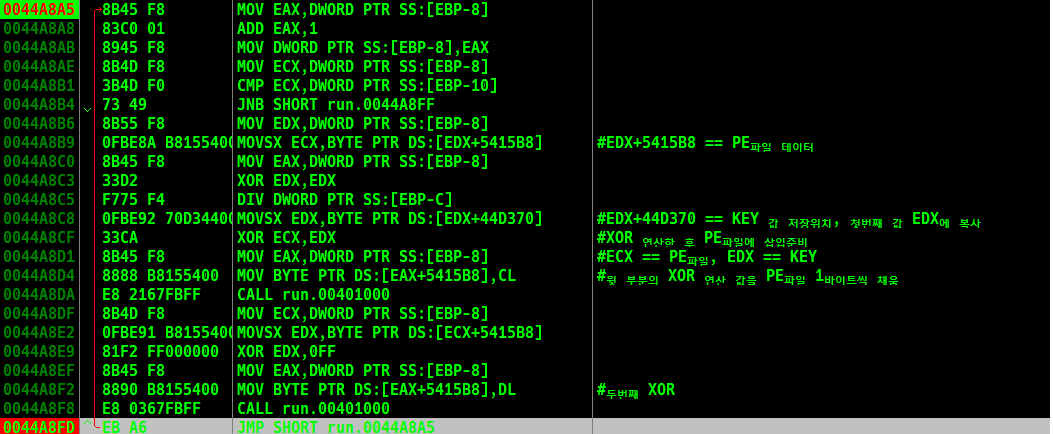 0044A8A5 8B45 F8 MOV EAX,DWORD PTR SS:[EBP-8]
0044A8A8 83C0 01 ADD EAX,1
0044A8AB 8945 F8 MOV DWORD PTR SS:[EBP-8],EAX
0044A8AE 8B4D F8 MOV ECX,DWORD PTR SS:[EBP-8]
0044A8B1 3B4D F0 CMP ECX,DWORD PTR SS:[EBP-10]
0044A8B4 73 49 JNB SHORT run.0044A8FF
0044A8B6 8B55 F8 MOV EDX,DWORD PTR SS:[EBP-8]
0044A8B9 0FBE8A B8155400 MOVSX ECX,BYTE PTR DS:[EDX+5415B8] #EDX+5415B8 == PE파일 데이터
0044A8C0 8B45 F8 MOV EAX,DWORD PTR SS:[EBP-8]
0044A8C3 33D2 XOR EDX,EDX
0044A8C5 F775 F4 DIV DWORD PTR SS:[EBP-C]
0044A8C8 0FBE92 70D34400 MOVSX EDX,BYTE PTR DS:[EDX+44D370] #EDX+44D370 == KEY 값 저장위치, 첫번째 값 EDX에 복사
0044A8CF 33CA XOR ECX,EDX #XOR 연산한 후 PE파일에 삽입준비
0044A8D1 8B45 F8 MOV EAX,DWORD PTR SS:[EBP-8] #ECX == PE파일, EDX == KEY
0044A8D4 8888 B8155400 MOV BYTE PTR DS:[EAX+5415B8],CL #윗 부분의 XOR 연산 값을 PE파일 1바이트씩 채움
0044A8DA E8 2167FBFF CALL run.00401000
0044A8DF 8B4D F8 MOV ECX,DWORD PTR SS:[EBP-8]
0044A8E2 0FBE91 B8155400 MOVSX EDX,BYTE PTR DS:[ECX+5415B8]
0044A8E9 81F2 FF000000 XOR EDX,0FF
0044A8EF 8B45 F8 MOV EAX,DWORD PTR SS:[EBP-8]
0044A8F2 8890 B8155400 MOV BYTE PTR DS:[EAX+5415B8],DL #두번째 XOR
0044A8F8 E8 0367FBFF CALL run.00401000
0044A8FD EB A6 JMP SHORT run.0044A8A5